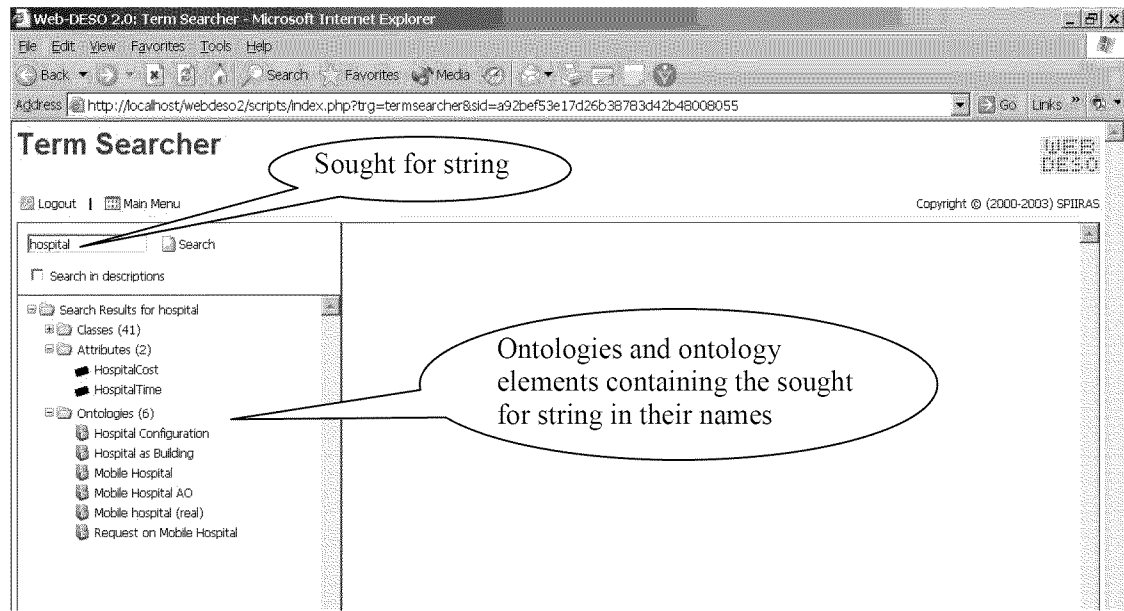 Web-DESO 2.0: Term Searcher - Microsoft Internet Explorer
File Edit View Favorites Tools Help
Back Search Favorites Media
Address http://localhost/webdeso2/scripts/index.php?trg=termsearcher&sid=a92bef53e17d26b38783d42b48008055 Go Links »
Term Searcher
WEB
DESO
Sought for string
Logout | Main Menu
Copyright © (2000-2003) SPIIRAS
hospital Search
Search in descriptions
Search Results for hospital
Classes (41)
Attributes (2)
HospitalCost
HospitalTime
Ontologies (6)
Hospital Configuration
Hospital as Building
Mobile Hospital
Mobile Hospital AO
Mobile hospital (real)
Request on Mobile Hospital
Ontologies and ontology
elements containing the sought
for string in their names